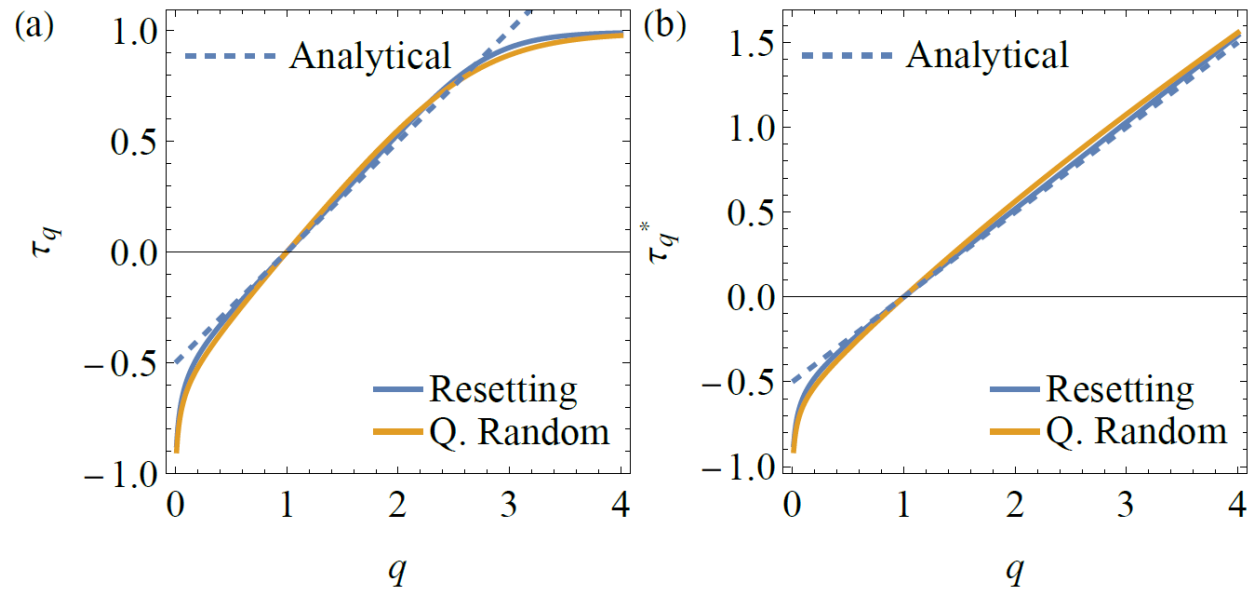 (a)
1.0
0.5
0.0
−0.5
−1.0
τq
Analytical
Resetting
Q. Random
0 1 2 3 4
q
(b)
1.5
1.0
0.5
0.0
−0.5
−1.0
τq*
Analytical
Resetting
Q. Random
0 1 2 3 4
q